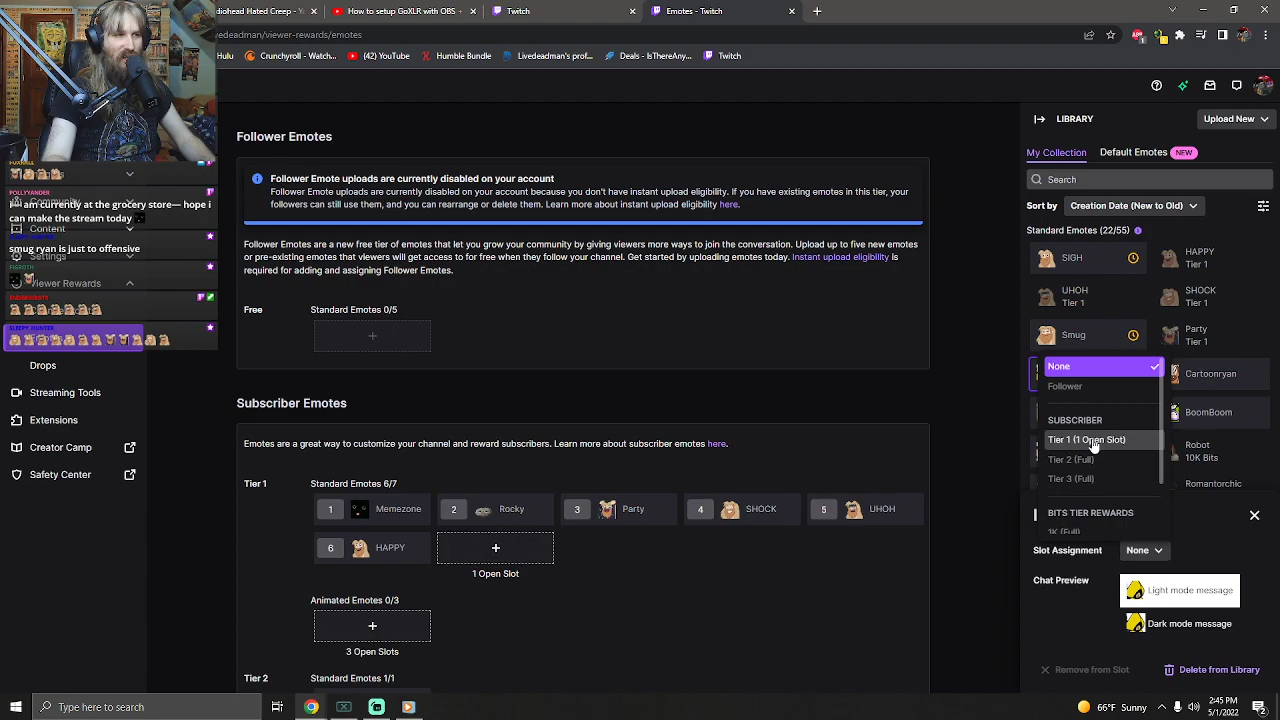 iohead Hated Creep -
How to setup GoXLR with OBS -
Twitch
Emotes - Twitch
deadman/viewer-rewards/emotes
Hulu
Crunchyroll - Watch...
(42) YouTube
Humble Bundle
Livedeadman's prof...
Deals - IsThereAny...
Twitch
LIBRARY
Upload New
My Collection
Default Emotes
NEW
Search
Sort by
Creation Date (New to Old)
Standard Emotes (22/55)
SIGH
HAPPY
Tier 1
UHOH
Tier 1
SHOCK
Tier 1
Smug
Party
Tier 1
Cartoonryan
BoomBoom
Robot
10K Bits
Romantorchic
None
Follower
SUBSCRIBER
Tier 1 (1 Open Slot)
Tier 2 (Full)
Tier 3 (Full)
BITS TIER REWARDS
1K (Full)
Slot Assignment
None
Chat Preview
Light mode message
Dark mode message
Remove from Slot
Delete from Library
Follower Emotes
Follower Emote uploads are currently disabled on your account
Follower Emote uploads are currently disabled on your account because you don't have instant upload eligibility. If you have existing emotes in this tier, your
followers can still use them, and you can rearrange or delete them. Learn more about instant upload eligibility here.
Follower Emotes are a new free tier of emotes that let you grow your community by giving viewers more ways to join the conversation. Upload up to five new emotes
or pre-existing emotes that viewers will get access to for free when they follow your channel. Get started by uploading emotes today. Instant upload eligibility is
required for adding and assigning Follower Emotes.
Free
Standard Emotes 0/5
Subscriber Emotes
Emotes are a great way to customize your channel and reward subscribers. Learn more about subscriber emotes here.
Tier 1
Standard Emotes 6/7
1 Memezone
2 Rocky
3 Party
4 SHOCK
5 UHOH
6 HAPPY
1 Open Slot
Animated Emotes 0/3
3 Open Slots
Tier 2
Standard Emotes 1/1
POLLYVANDER
i am currently at the grocery store— hope i
can make the stream today
Community
Content
smug ryan is just to offensive
Settings
FIGROTH
Viewer Rewards
SLEEPY_HUNTER
Drops
Streaming Tools
Extensions
Creator Camp
Safety Center
Type here to search
66°F
2:45 PM
5/1/2022